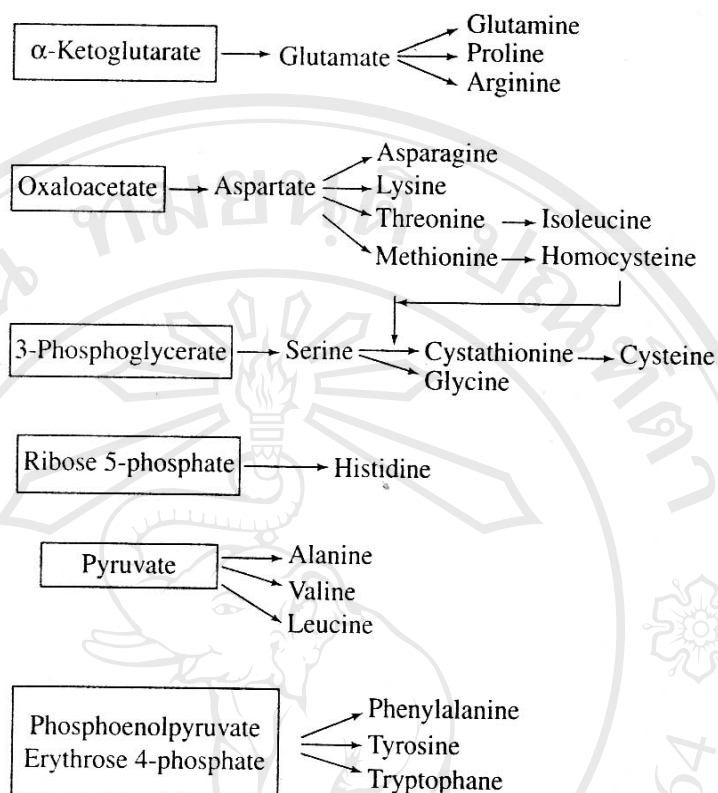 α-Ketoglutarate → Glutamate → Glutamine
Proline
Arginine
Oxaloacetate → Aspartate → Asparagine
Lysine
Threonine → Isoleucine
Methionine → Homocysteine
3-Phosphoglycerate → Serine → Cystathionine → Cysteine
Glycine
Ribose 5-phosphate → Histidine
Pyruvate → Alanine
Valine
Leucine
Phosphoenolpyruvate
Erythrose 4-phosphate
Phenylalanine
Tyrosine
Tryptophane
64